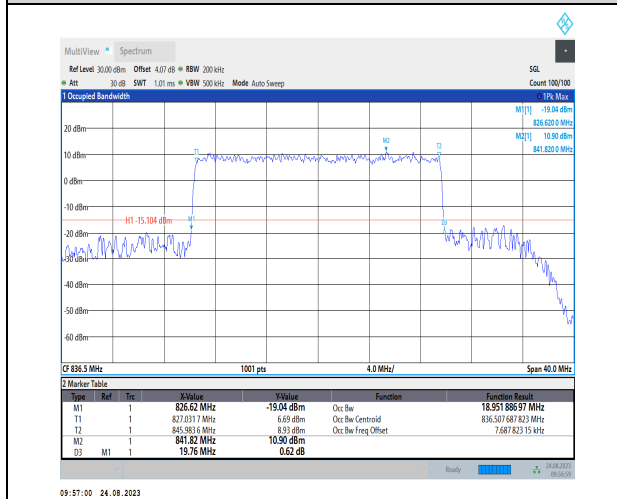 MultiView Spectrum
Ref Level 30.00 dBm Offset 4.07 dB RBW 200 kHz SGL
Att 30 dB SWT 1.01 ms VBW 500 kHz Mode Auto Sweep Count 100/100
1 Occupied Bandwidth 1Pk Max
M1[1] -19.04 dBm
826.620 0 MHz
M2[1] 10.90 dBm
841.820 0 MHz
20 dBm
M2
T1
T2
10 dBm
0 dBm
-10 dBm
H1 -15.104 dBm
M1
D3
-20 dBm
-30 dBm
-40 dBm
-50 dBm
-60 dBm
CF 836.5 MHz 1001 pts 4.0 MHz/ Span 40.0 MHz
2 Marker Table
Type Ref Trc X-Value Y-Value Function Function Result
M1 1 826.62 MHz -19.04 dBm Occ Bw 18.951 886 97 MHz
T1 1 827.031 7 MHz 6.69 dBm Occ Bw Centroid 836.507 687 823 MHz
T2 1 845.983 6 MHz 8.93 dBm Occ Bw Freq Offset 7.687 823 15 kHz
M2 1 841.82 MHz 10.90 dBm
D3 M1 1 19.76 MHz 0.62 dB
Ready 24.08.2023
09:56:59
09:57:00 24.08.2023